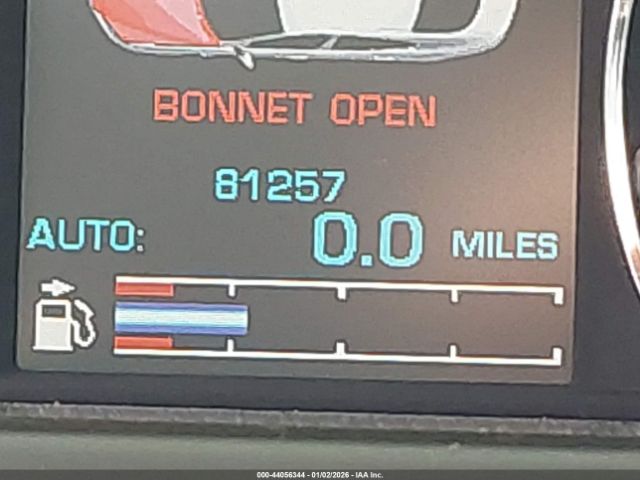 BONNET OPEN
81257
AUTO: 0.0 MILES
000-44056344 - 01/02/2026 - IAA Inc.